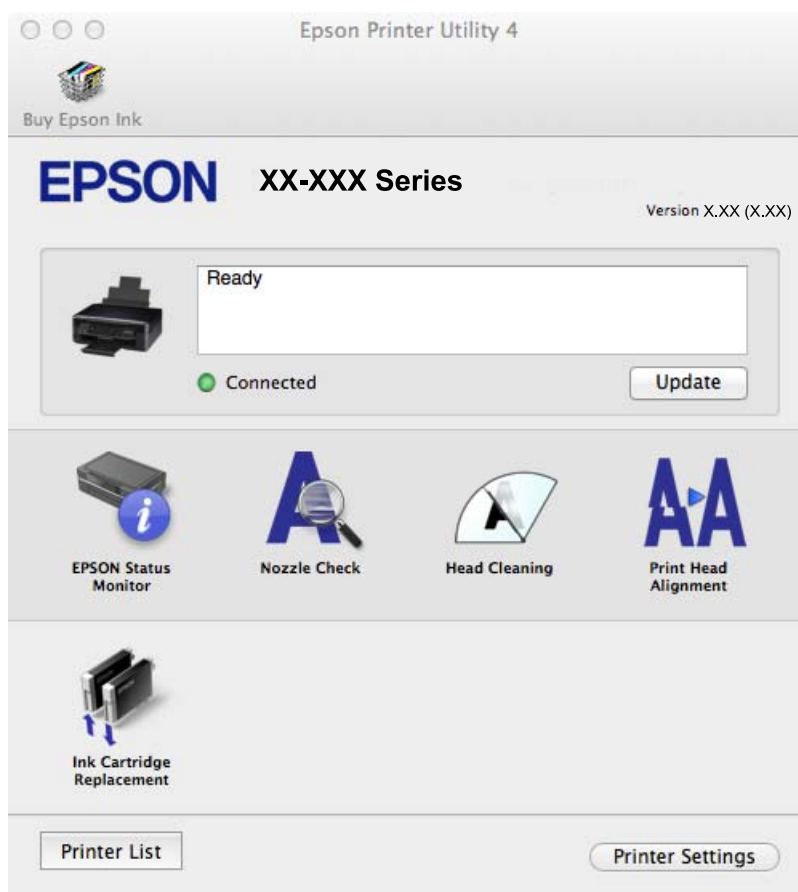 Epson Printer Utility 4
Buy Epson Ink
EPSON XX-XXX Series
Version X.XX (X.XX)
Ready
Connected
Update
EPSON Status
Monitor
Nozzle Check
Head Cleaning
Print Head
Alignment
Ink Cartridge
Replacement
Printer List
Printer Settings